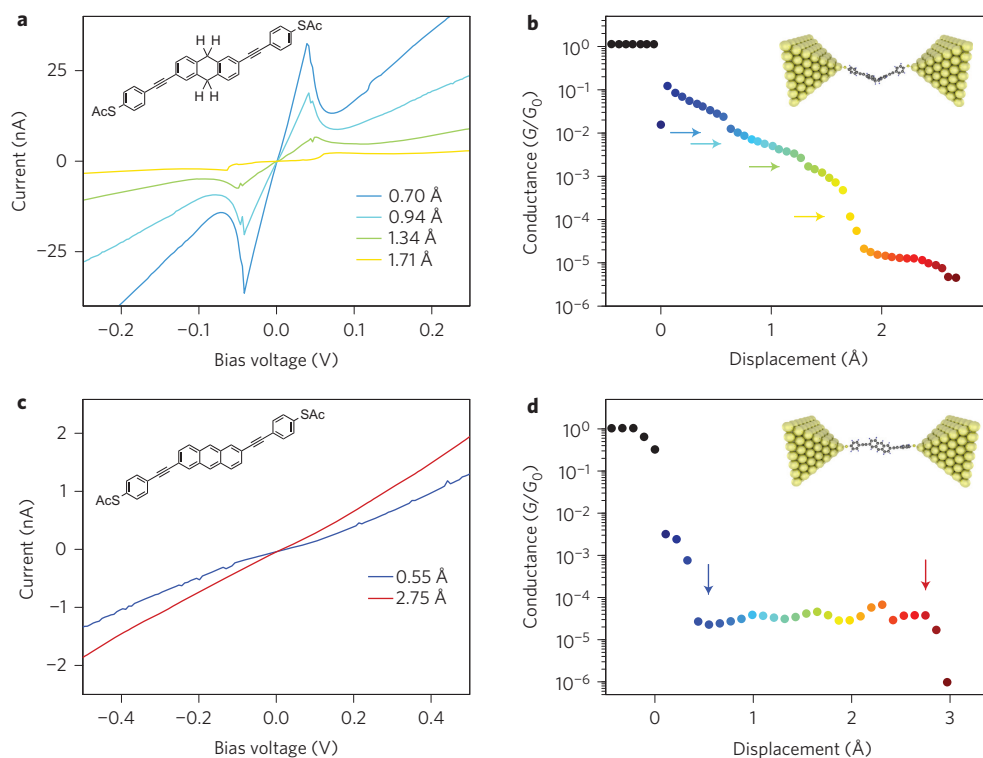 a
H H
SAc
AcS
H H
Current (nA)
25
0
−25
0.70 Å
0.94 Å
1.34 Å
1.71 Å
−0.2 −0.1 0.0 0.1 0.2
Bias voltage (V)
b
Conductance (G/G0)
10^0
10^−1
10^−2
10^−3
10^−4
10^−5
10^−6
0 1 2
Displacement (Å)
c
SAc
AcS
Current (nA)
2
1
0
−1
−2
0.55 Å
2.75 Å
−0.4 −0.2 0.0 0.2 0.4
Bias voltage (V)
d
Conductance (G/G0)
10^0
10^−1
10^−2
10^−3
10^−4
10^−5
10^−6
0 1 2 3
Displacement (Å)